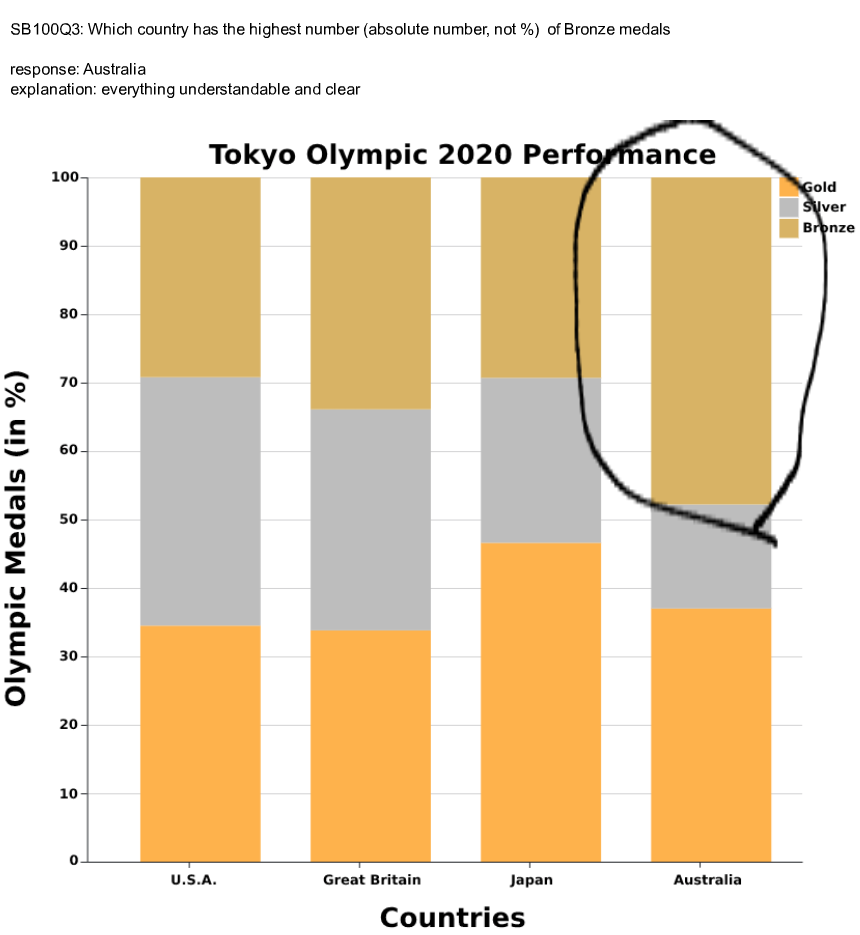 SB100Q3: Which country has the highest number (absolute number, not %)  of Bronze medals
response: Australia
explanation: everything understandable and clear
Tokyo Olympic 2020 Performance
Gold
Silver
Bronze
100
90
80
70
60
50
40
30
20
10
0
Olympic Medals (in %)
U.S.A. Great Britain Japan Australia
Countries